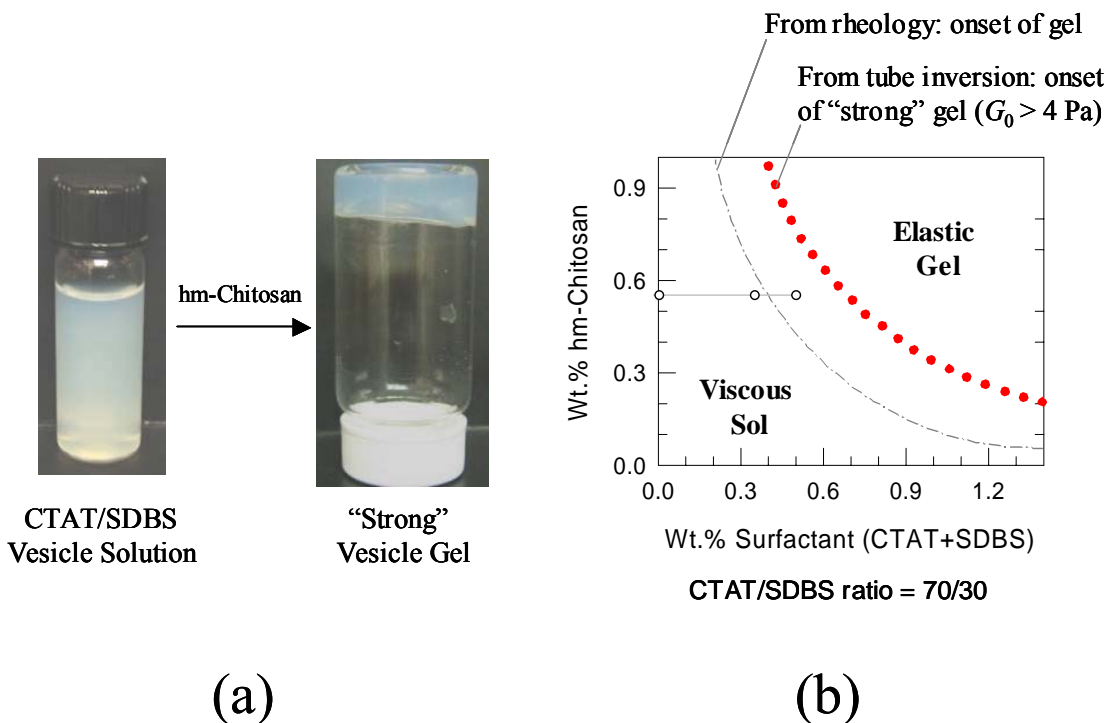 From rheology: onset of gel
From tube inversion: onset
of “strong” gel (G0 > 4 Pa)
hm-Chitosan
CTAT/SDBS
Vesicle Solution
“Strong”
Vesicle Gel
Wt.% hm-Chitosan
0.9
0.6
0.3
0.0
Elastic
Gel
Viscous
Sol
0.0 0.3 0.6 0.9 1.2
Wt.% Surfactant (CTAT+SDBS)
CTAT/SDBS ratio = 70/30
(a) (b)